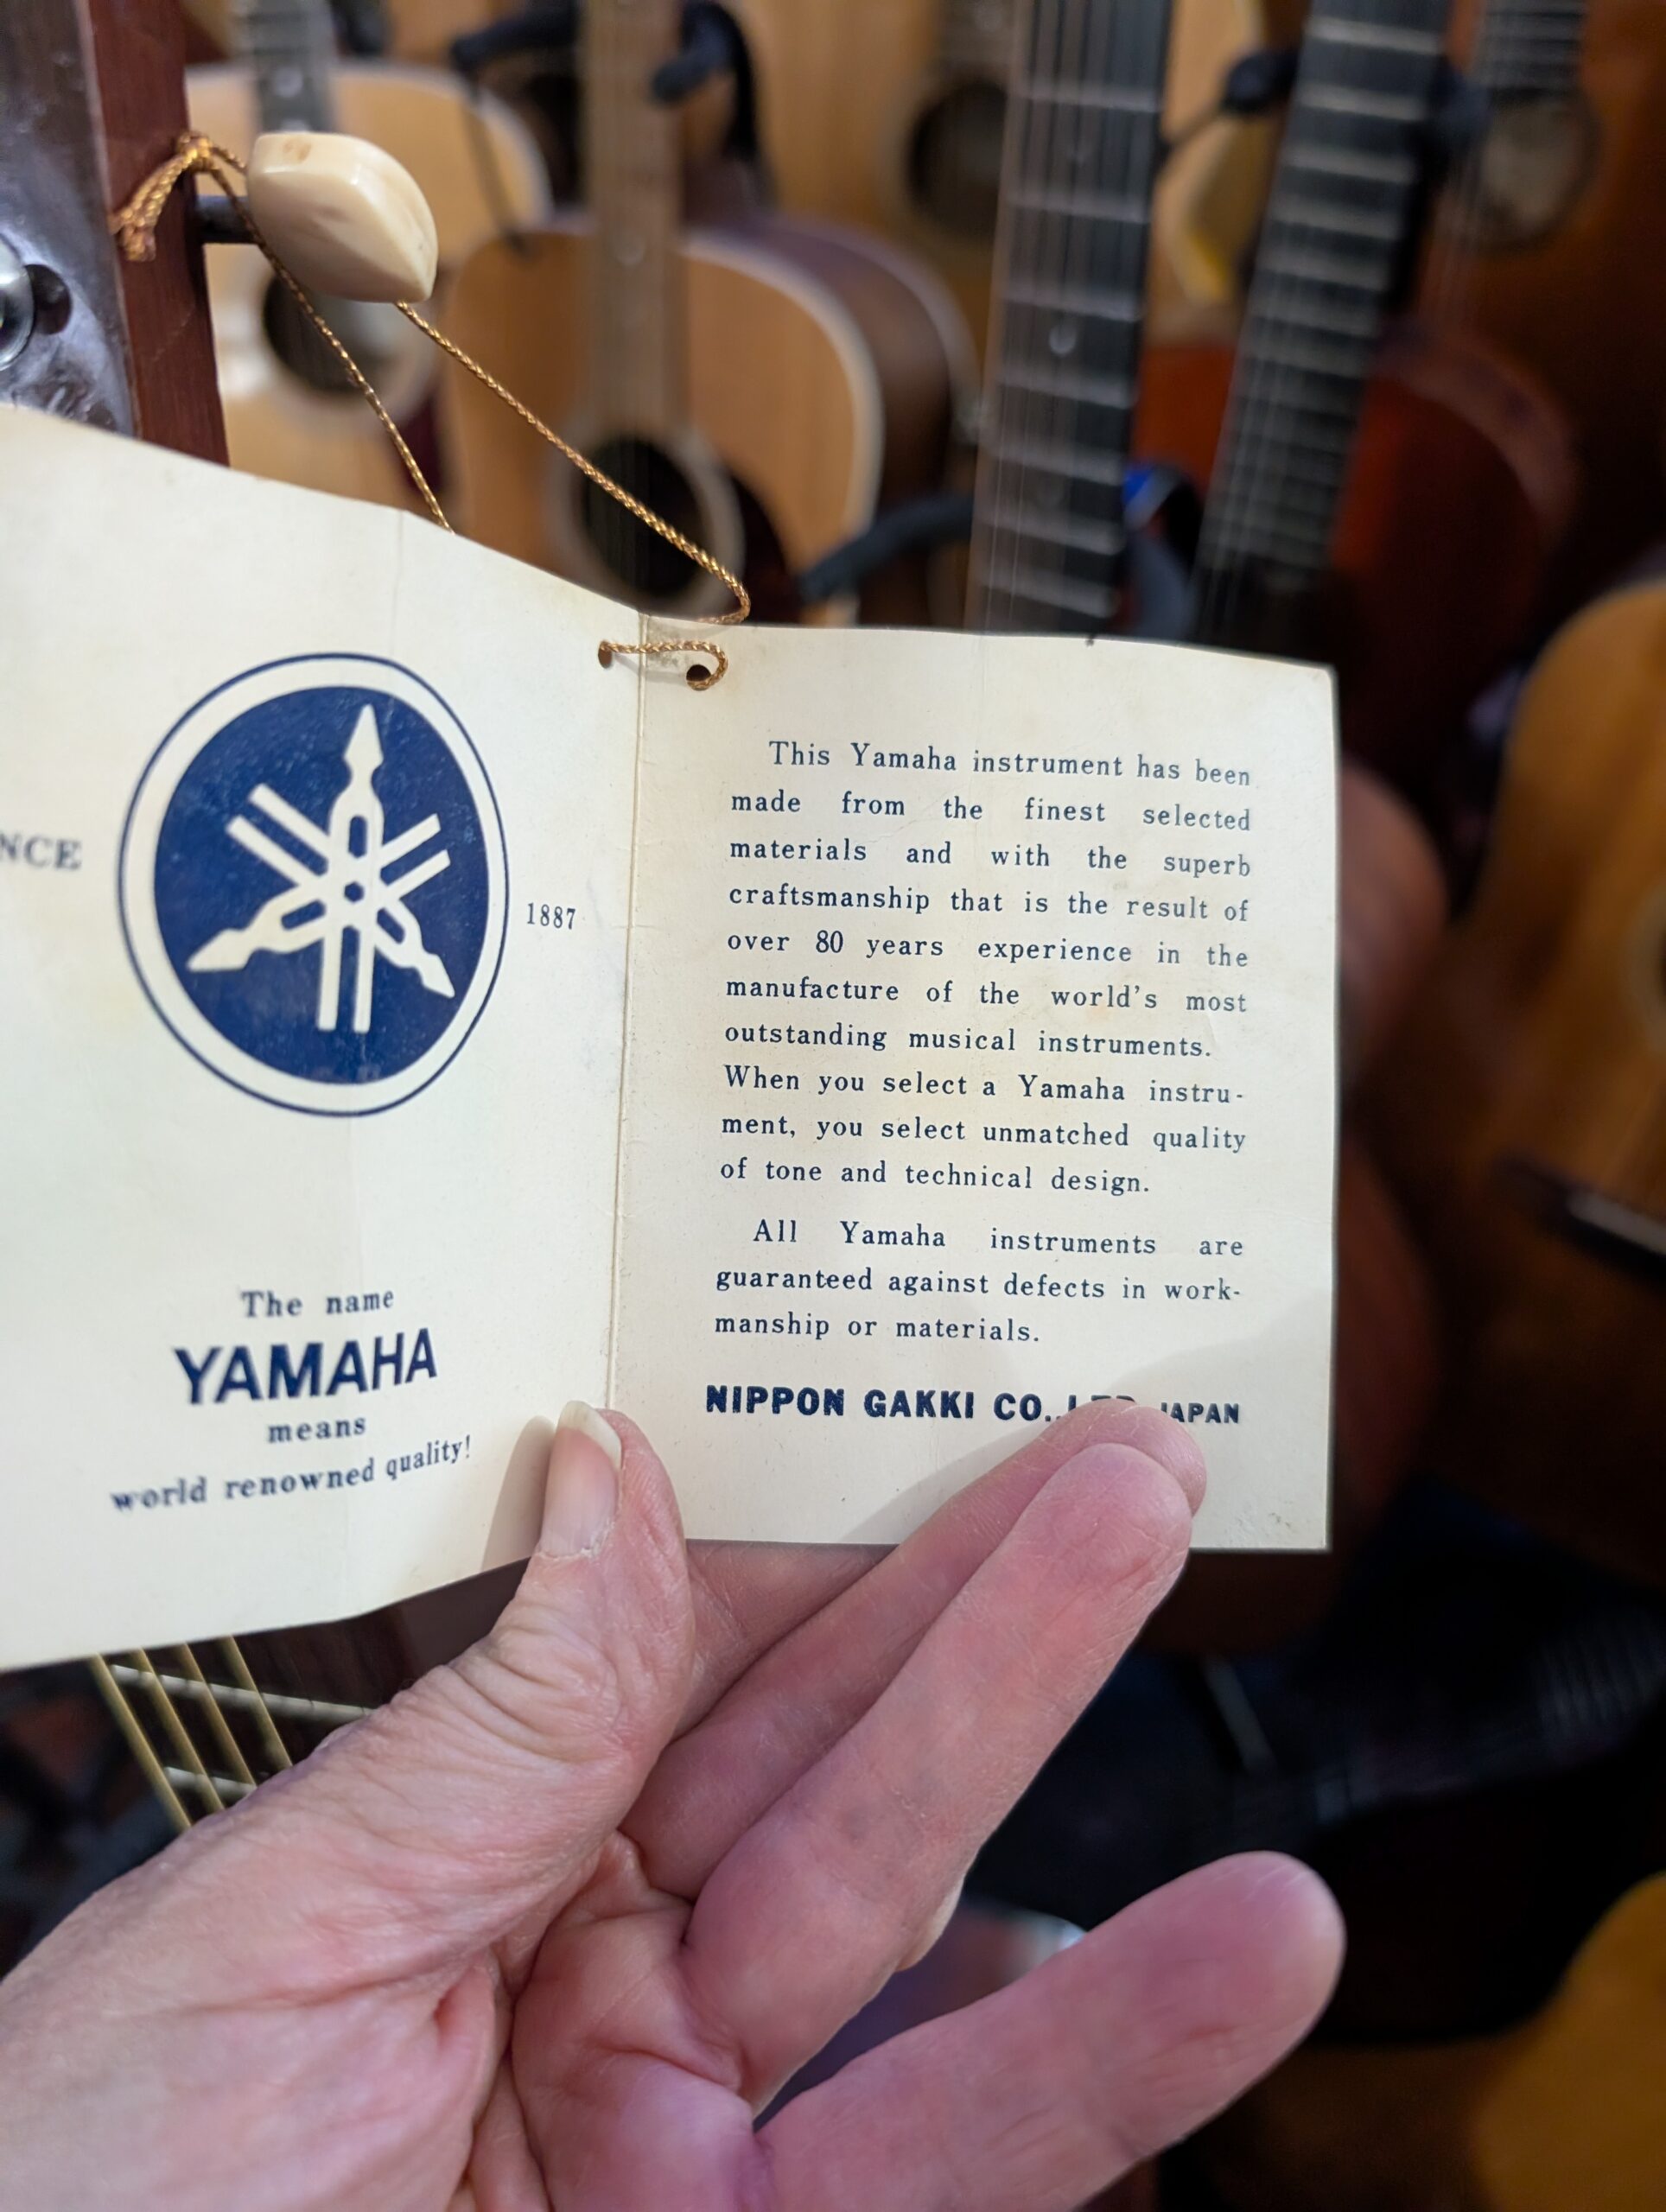 1887
The name
YAMAHA
means
world renowned quality!
This Yamaha instrument has been
made from the finest selected
materials and with the superb
craftsmanship that is the result of
over 80 years experience in the
manufacture of the world's most
outstanding musical instruments.
When you select a Yamaha instru-
ment, you select unmatched quality
of tone and technical design.
All Yamaha instruments are
guaranteed against defects in work-
manship or materials.
NIPPON GAKKI CO., JAPAN